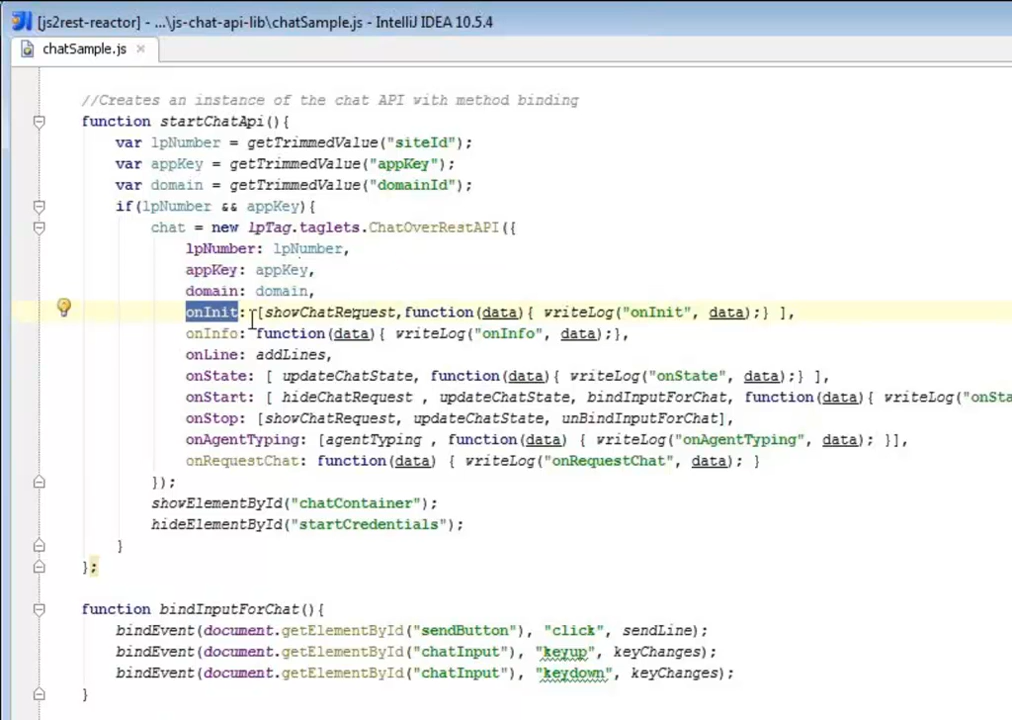 [js2rest-reactor] - ...\js-chat-api-lib\chatSample.js - IntelliJ IDEA 10.5.4
chatSample.js
//Creates an instance of the chat API with method binding
function startChatApi(){
var lpNumber = getTrimmedValue("siteId");
var appKey = getTrimmedValue("appKey");
var domain = getTrimmedValue("domainId");
if(lpNumber && appKey){
chat = new lpTag.taglets.ChatOverRestAPI({
lpNumber: lpNumber,
appKey: appKey,
domain: domain,
onInit: [showChatRequest,function(data){ writeLog("onInit", data);} ],
onInfo: function(data){ writeLog("onInfo", data);},
onLine: addLines,
onState: [ updateChatState, function(data){ writeLog("onState", data);} ],
onStart: [ hideChatRequest , updateChatState, bindInputForChat, function(data){ writeLog("onSta
onStop: [showChatRequest, updateChatState, unBindInputForChat],
onAgentTyping: [agentTyping , function(data) { writeLog("onAgentTyping", data); }],
onRequestChat: function(data) { writeLog("onRequestChat", data); }
});
showElementById("chatContainer");
hideElementById("startCredentials");
}
};
function bindInputForChat(){
bindEvent(document.getElementById("sendButton"), "click", sendLine);
bindEvent(document.getElementById("chatInput"), "keyup", keyChanges);
bindEvent(document.getElementById("chatInput"), "keydown", keyChanges);
}